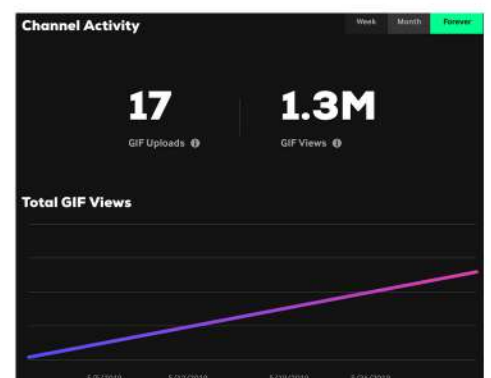 Channel Activity
Week Month Forever
17 1.3M
GIF Uploads GIF Views
Total GIF Views